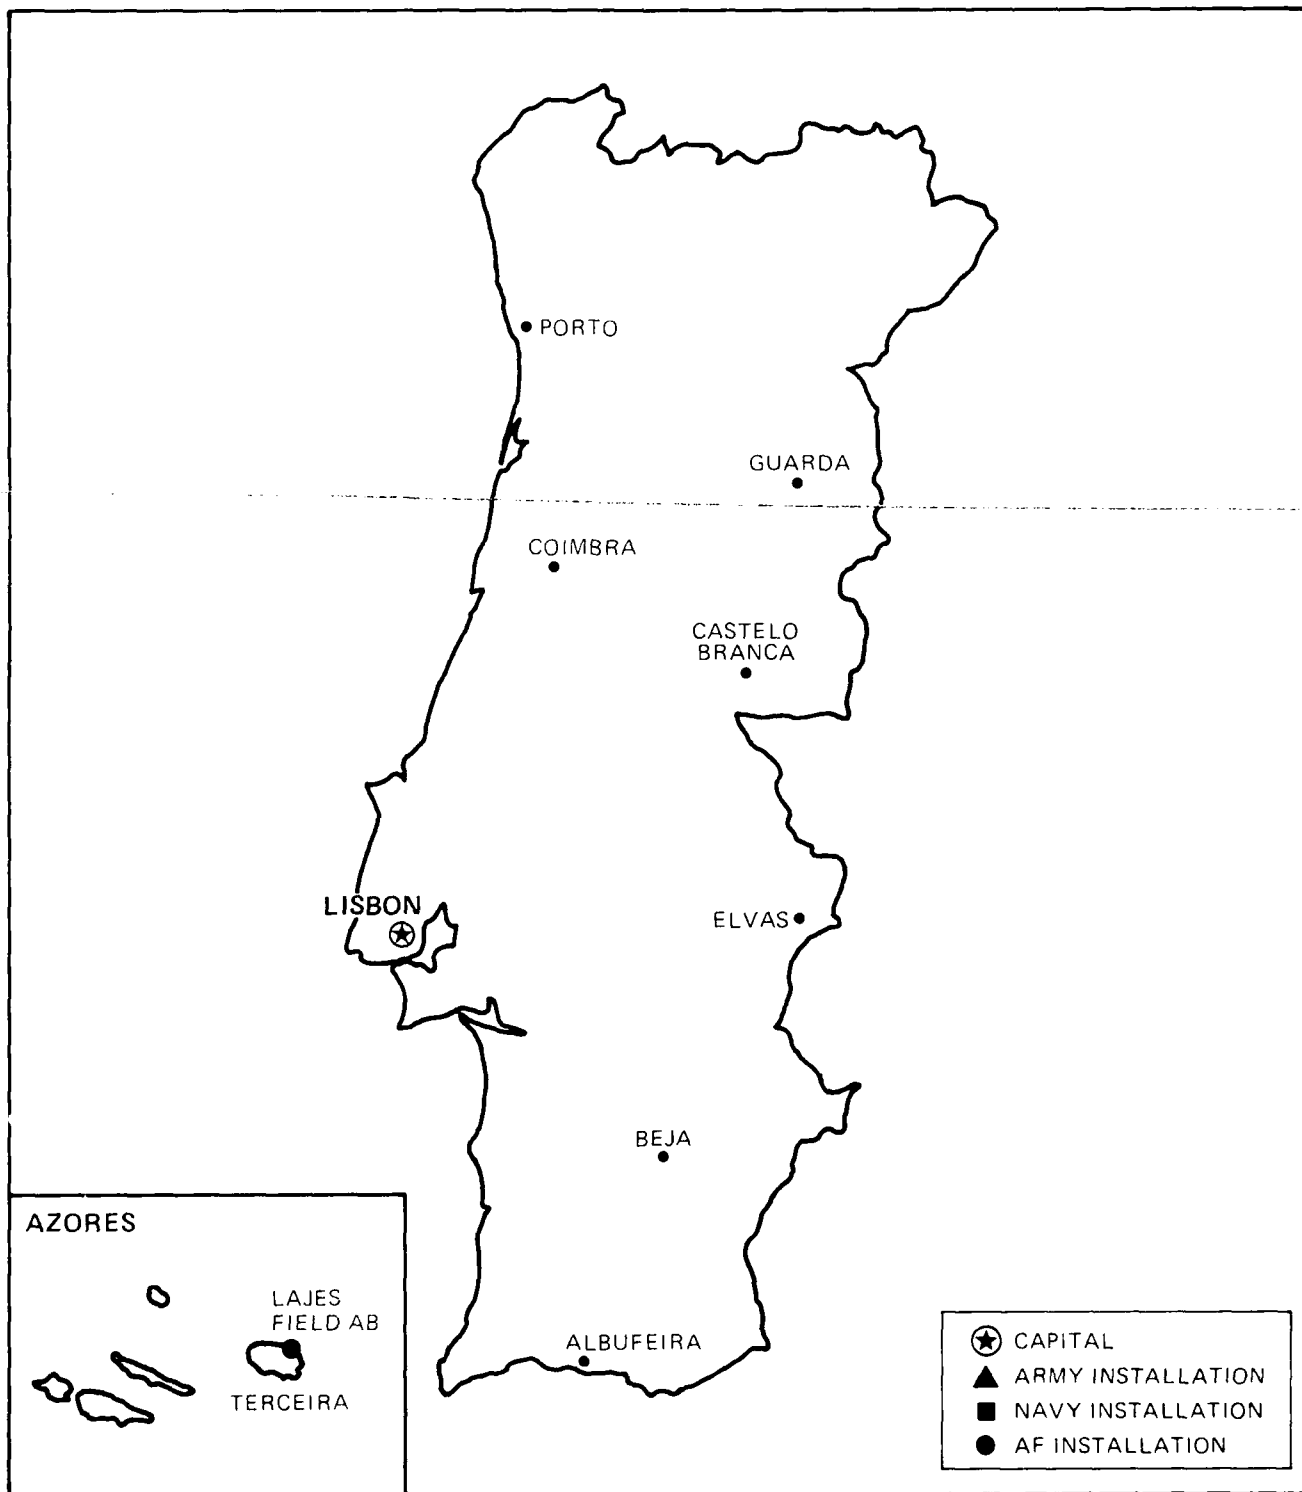 PORTO
GUARDA
COIMBRA
CASTELO
BRANCA
LISBON
ELVAS
BEJA
AZORES
LAJES
FIELD AB
TERCEIRA
ALBUFEIRA
CAPITAL
ARMY INSTALLATION
NAVY INSTALLATION
AF INSTALLATION